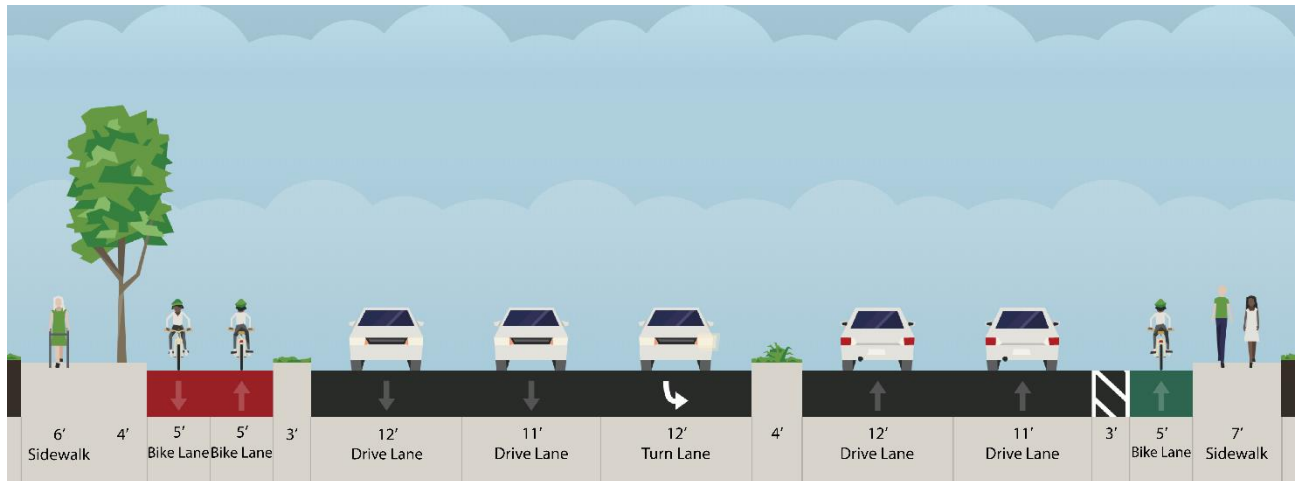 6’ 4’ 5’ 5’ 3’ 12’ 11’ 12’ 4’ 12’ 11’ 3’ 5’ 7’
Sidewalk Bike Lane Bike Lane Drive Lane Drive Lane Turn Lane Drive Lane Drive Lane Bike Lane Sidewalk